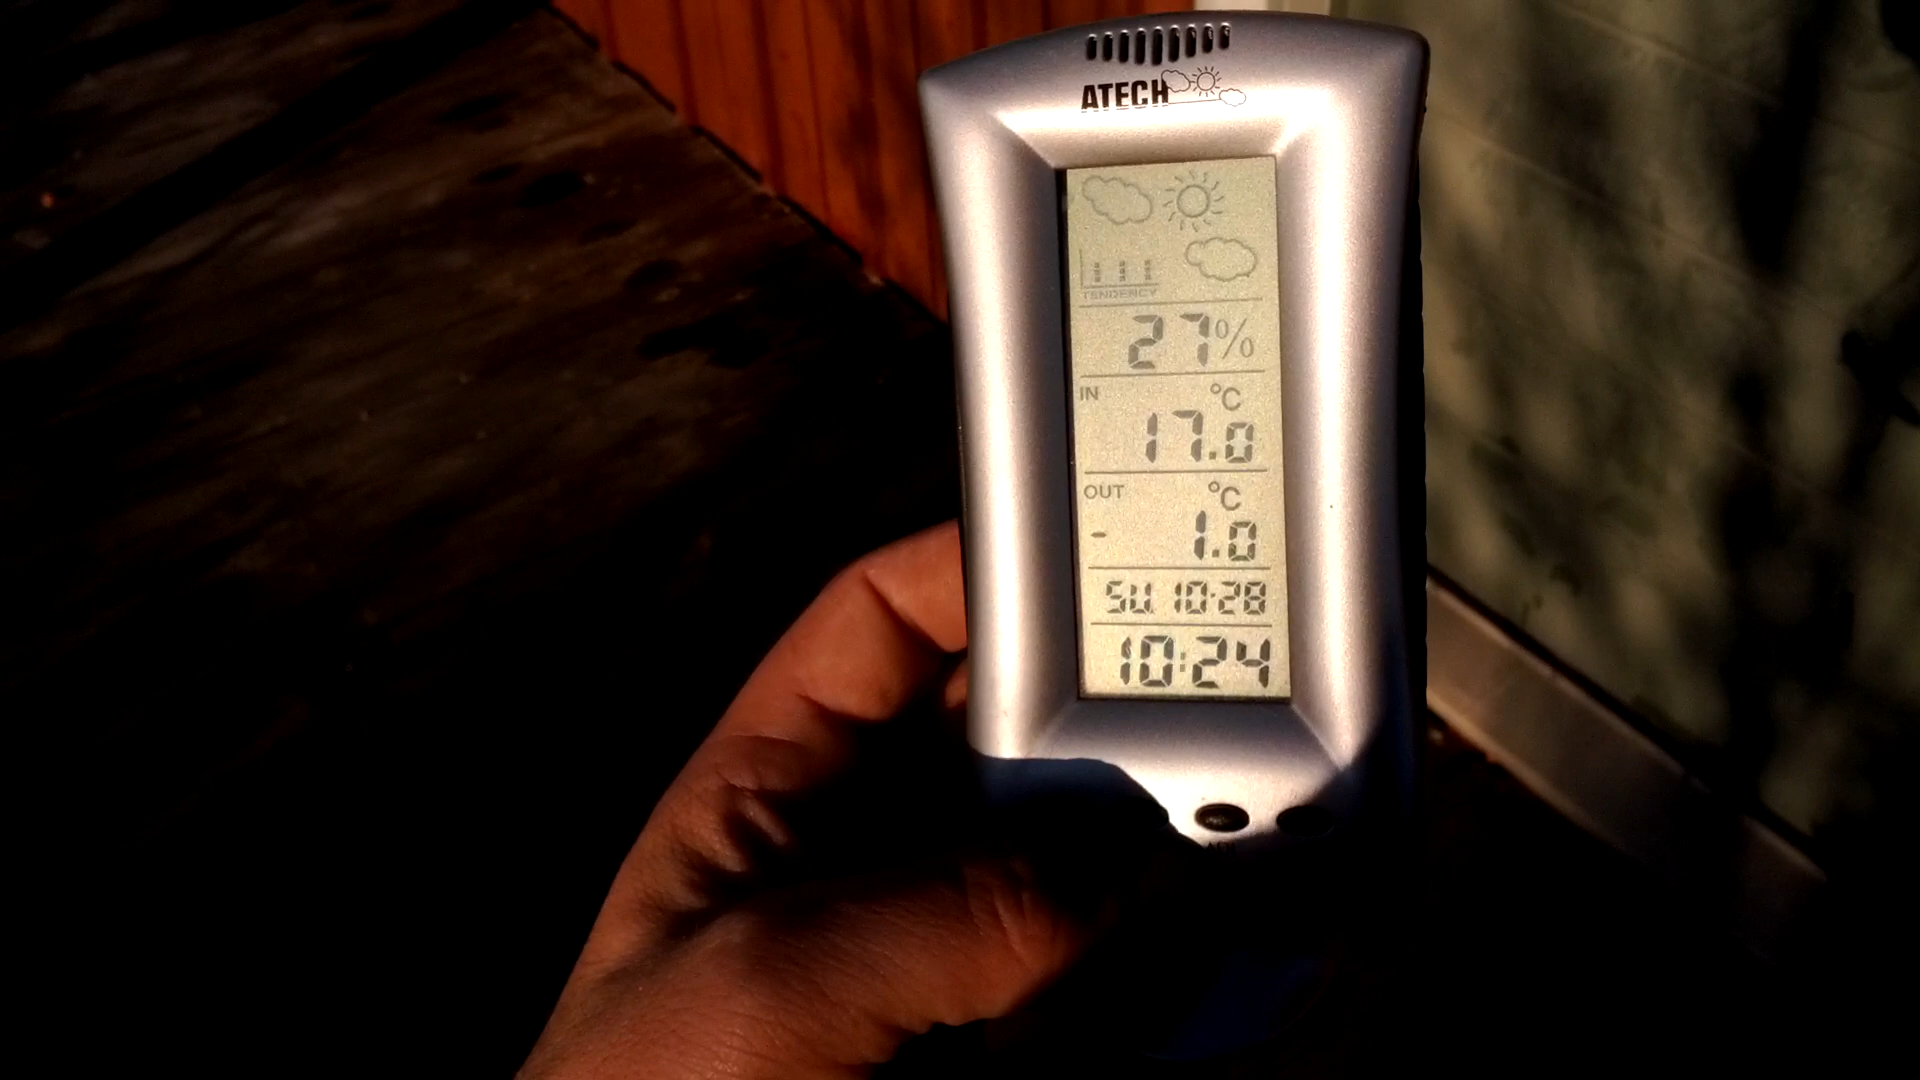 ATECH
TENDENCY
27%
IN °C
17.0
OUT °C
- 1.0
SU. 10·28
10:24